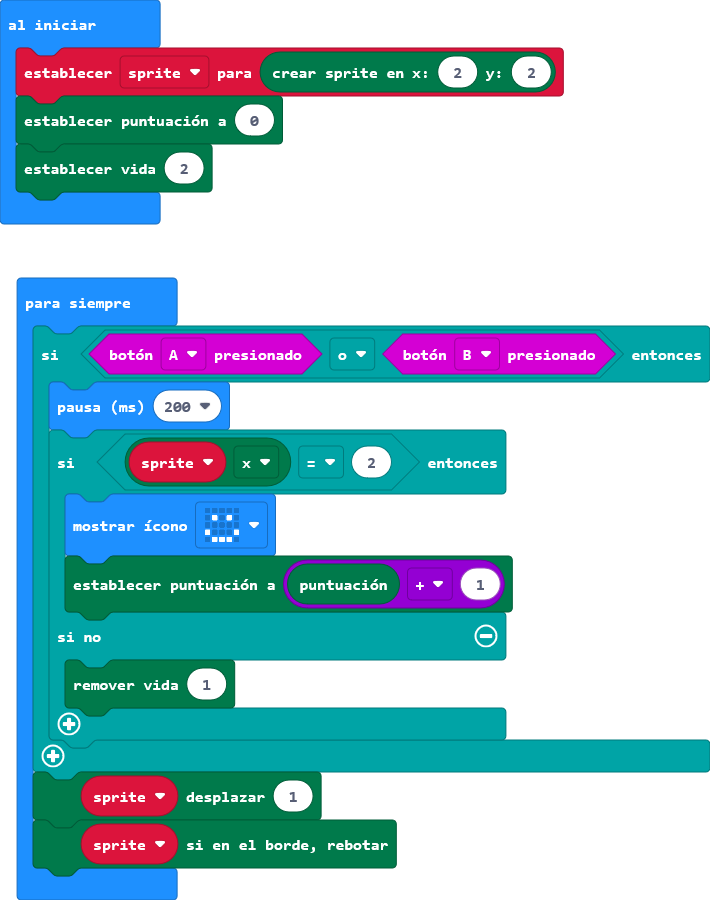 al iniciar
establecer sprite para crear sprite en x: 2 y: 2
establecer puntuación a 0
establecer vida 2
para siempre
si botón A presionado o botón B presionado entonces
pausa (ms) 200
si sprite x = 2 entonces
mostrar ícono
establecer puntuación a puntuación + 1
si no
remover vida 1
sprite desplazar 1
sprite si en el borde, rebotar